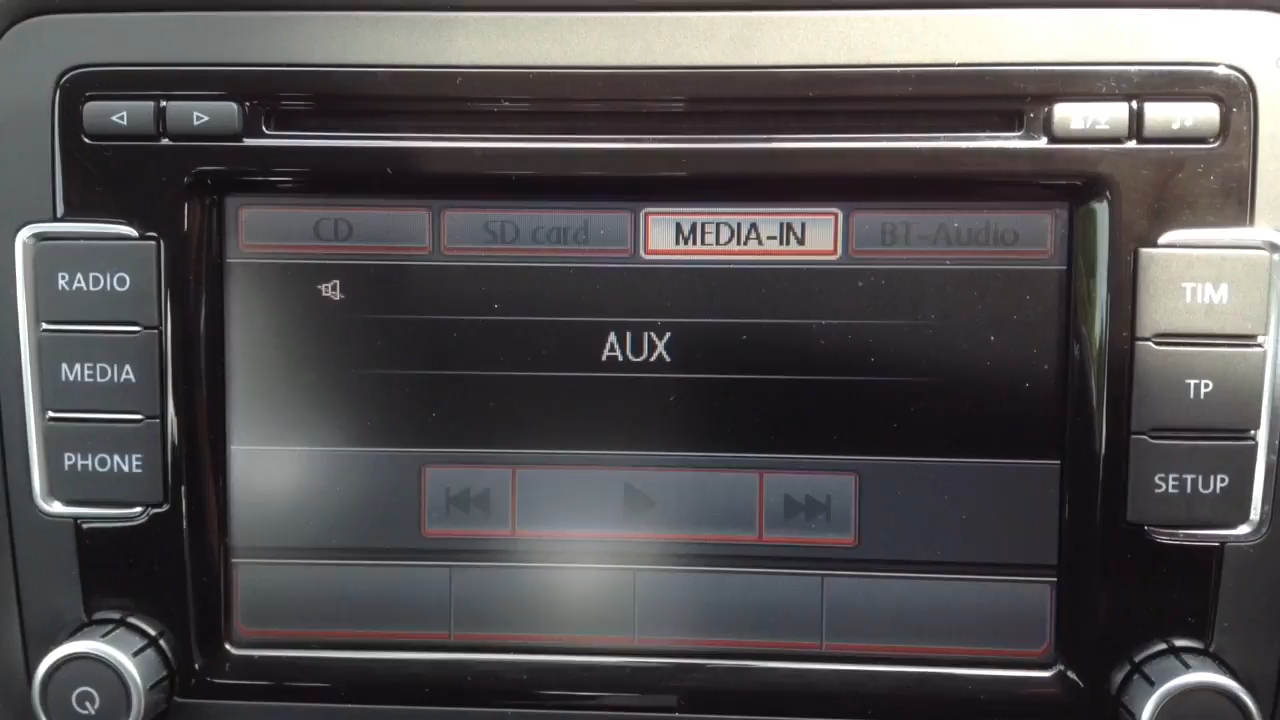 CD SD card MEDIA-IN BT-Audio
RADIO
TIM
AUX
MEDIA
TP
PHONE
SETUP